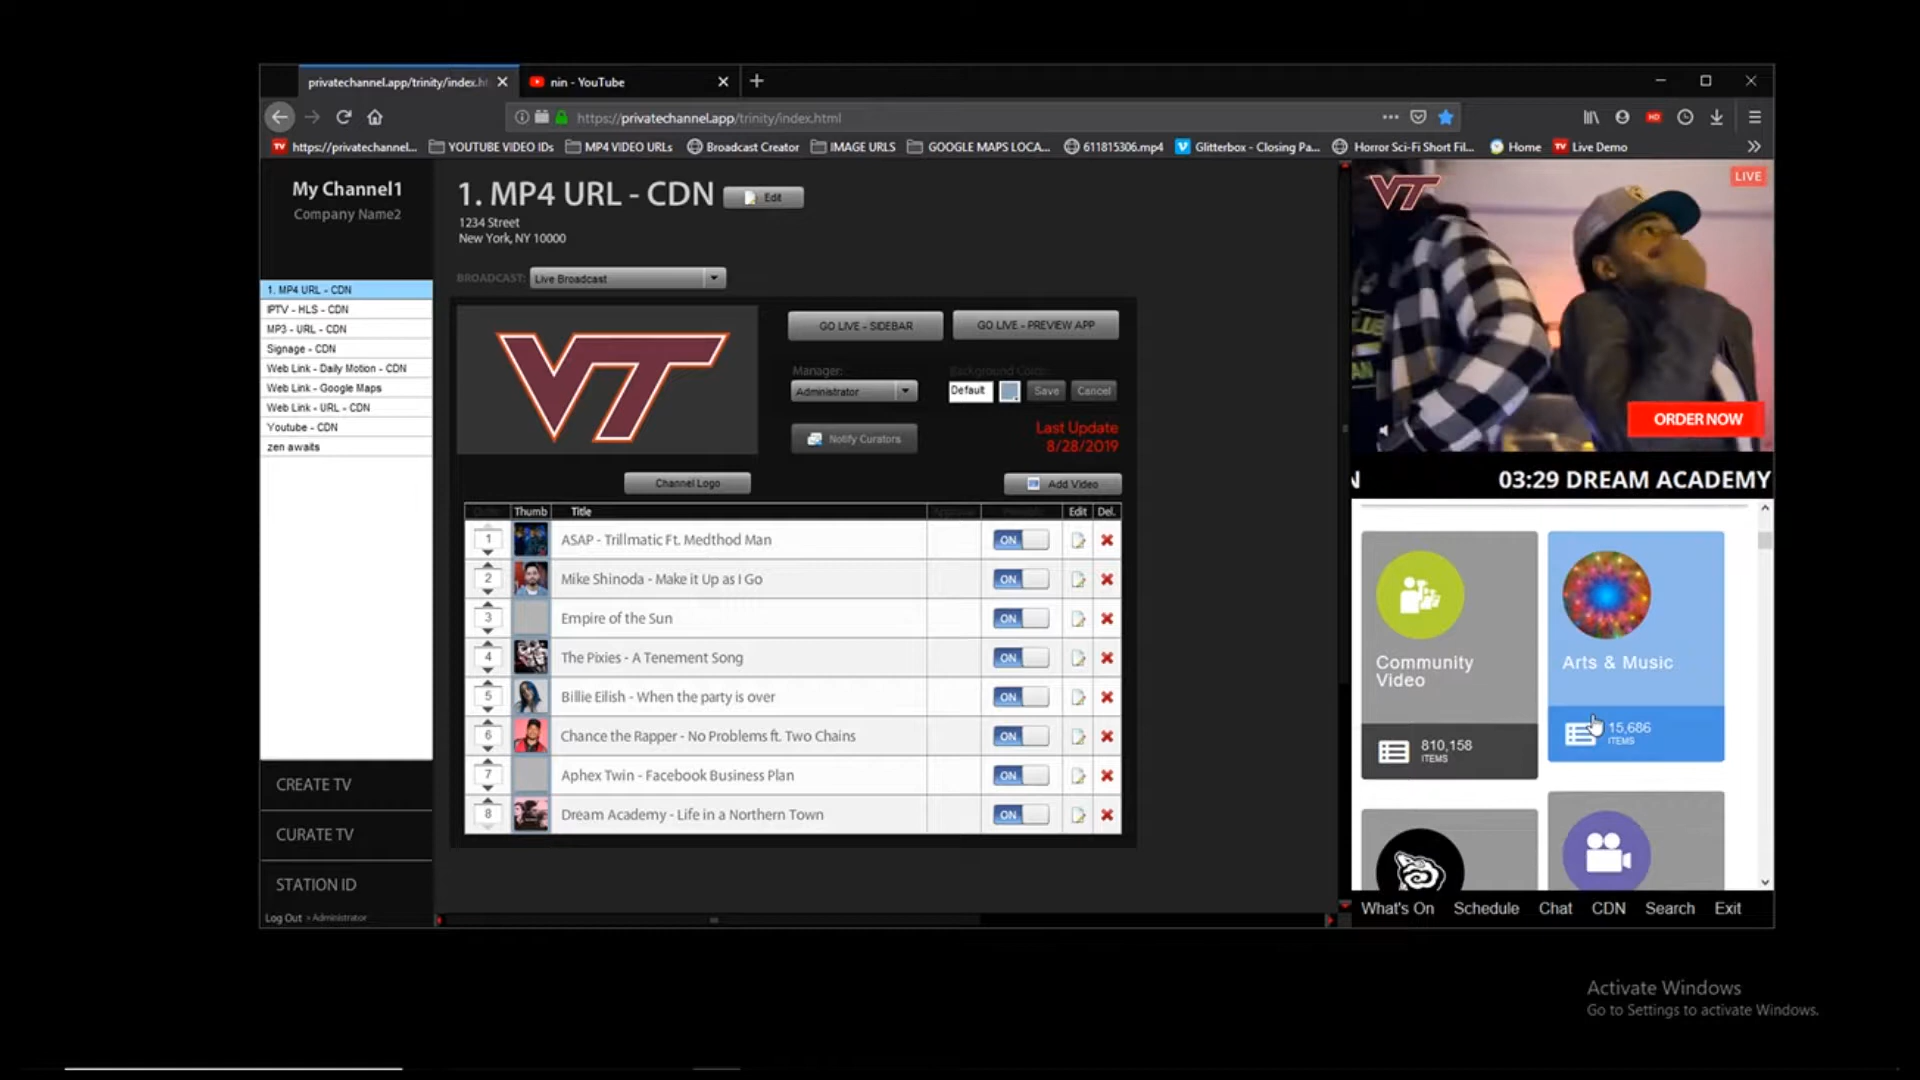 privatechannel.app/trinity/index.ht
nin - YouTube
https://privatechannel.app/trinity/index.html
HD
TV https://privatechannel...
YOUTUBE VIDEO IDs
MP4 VIDEO URLs
Broadcast Creator
IMAGE URLS
GOOGLE MAPS LOCA...
611815306.mp4
Glitterbox - Closing Pa...
Horror Sci-Fi Short Fil...
Home
TV Live Demo
My Channel1
Company Name2
1. MP4 URL - CDN
IPTV - HLS - CDN
MP3 - URL - CDN
Signage - CDN
Web Link - Daily Motion - CDN
Web Link - Google Maps
Web Link - URL - CDN
Youtube - CDN
zen awaits
CREATE TV
CURATE TV
STATION ID
Log Out > Administrator
1. MP4 URL - CDN
Edit
1234 Street
New York, NY 10000
BROADCAST:
Live Broadcast
VT
GO LIVE - SIDEBAR
GO LIVE - PREVIEW APP
Manager:
Administrator
Background Color:
Default
Save
Cancel
Notify Curators
Last Update
8/28/2019
Channel Logo
Add Video
Thumb Title Edit Del.
1 ASAP - Trillmatic Ft. Medthod Man ON
2 Mike Shinoda - Make it Up as I Go ON
3 Empire of the Sun ON
4 The Pixies - A Tenement Song ON
5 Billie Eilish - When the party is over ON
6 Chance the Rapper - No Problems ft. Two Chains ON
7 Aphex Twin - Facebook Business Plan ON
8 Dream Academy - Life in a Northern Town ON
VT
LIVE
ORDER NOW
N 03:29 DREAM ACADEMY
Community
Video
810,158
ITEMS
Arts & Music
15,686
ITEMS
What's On
Schedule
Chat
CDN
Search
Exit
Activate Windows
Go to Settings to activate Windows.